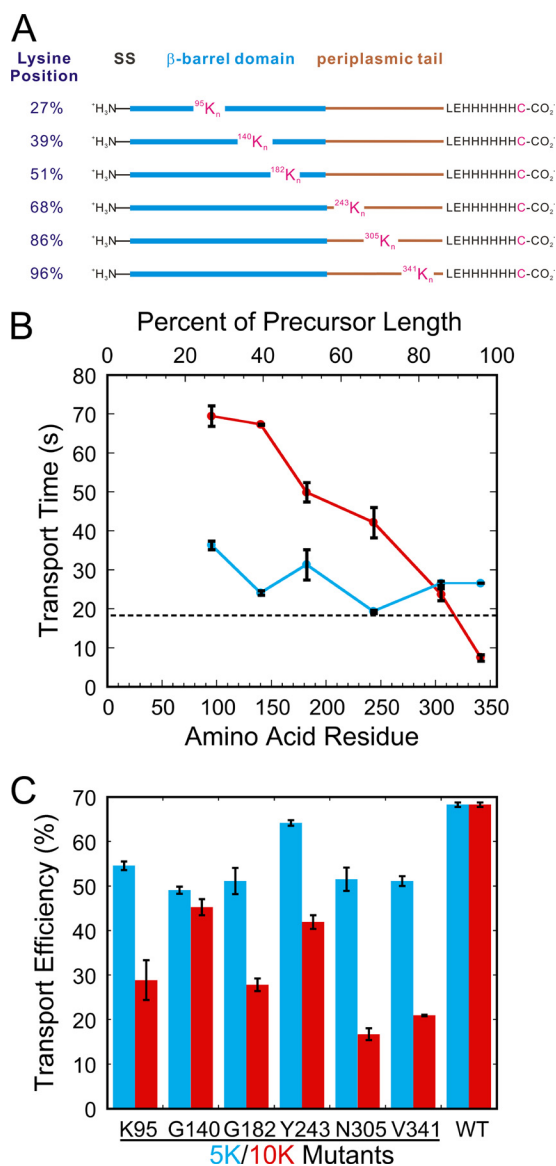 A
Lysine Position SS β-barrel domain periplasmic tail
27% ⁺H₃N ⁹⁵Kₙ LEHHHHHHC-CO₂⁻
39% ⁺H₃N ¹⁴⁰Kₙ LEHHHHHHC-CO₂⁻
51% ⁺H₃N ¹⁸²Kₙ LEHHHHHHC-CO₂⁻
68% ⁺H₃N ²⁴³Kₙ LEHHHHHHC-CO₂⁻
86% ⁺H₃N ³⁰⁵Kₙ LEHHHHHHC-CO₂⁻
96% ⁺H₃N ³⁴¹Kₙ LEHHHHHHC-CO₂⁻
B
Percent of Precursor Length
0 20 40 60 80 100
Transport Time (s)
80
70
60
50
40
30
20
10
0
0 50 100 150 200 250 300 350
Amino Acid Residue
C
Transport Efficiency (%)
70
60
50
40
30
20
10
0
K95 G140 G182 Y243 N305 V341 WT
5K/10K Mutants